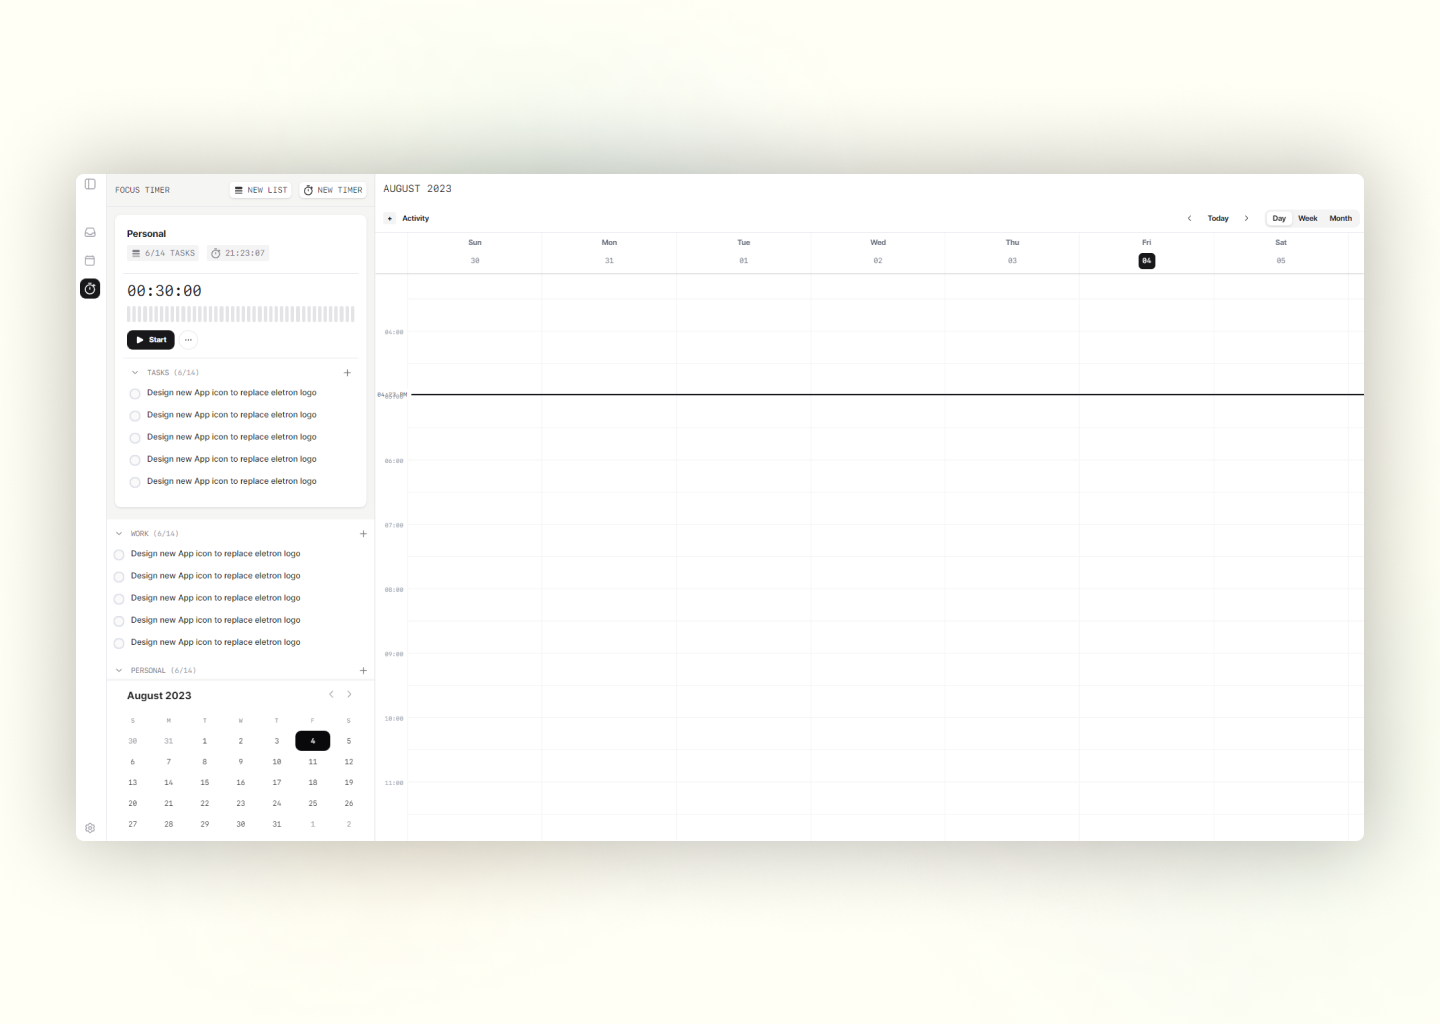 FOCUS TIMER
NEW LIST
NEW TIMER
Personal
6/14 TASKS
21:23:07
00:30:00
Start
TASKS (6/14)
Design new App icon to replace eletron logo
Design new App icon to replace eletron logo
Design new App icon to replace eletron logo
Design new App icon to replace eletron logo
Design new App icon to replace eletron logo
WORK (6/14)
Design new App icon to replace eletron logo
Design new App icon to replace eletron logo
Design new App icon to replace eletron logo
Design new App icon to replace eletron logo
Design new App icon to replace eletron logo
PERSONAL (6/14)
August 2023
S M T W T F S
30 31 1 2 3 4 5
6 7 8 9 10 11 12
13 14 15 16 17 18 19
20 21 22 23 24 25 26
27 28 29 30 31 1 2
AUGUST 2023
Activity
Today
Day Week Month
Sun Mon Tue Wed Thu Fri Sat
30 31 01 02 03 04 05
04:00
06:00
07:00
08:00
09:00
10:00
11:00